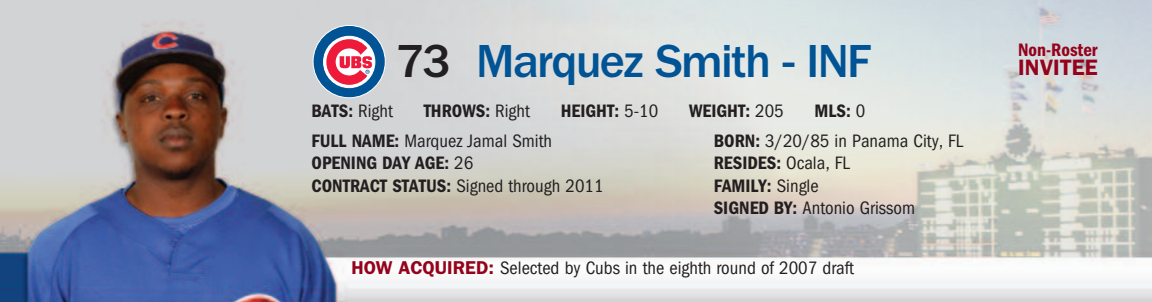 C
CUBS 73 Marquez Smith - INF
Non-Roster
INVITEE
BATS: Right THROWS: Right HEIGHT: 5-10 WEIGHT: 205 MLS: 0
FULL NAME: Marquez Jamal Smith
OPENING DAY AGE: 26
CONTRACT STATUS: Signed through 2011
BORN: 3/20/85 in Panama City, FL
RESIDES: Ocala, FL
FAMILY: Single
SIGNED BY: Antonio Grissom
HOW ACQUIRED: Selected by Cubs in the eighth round of 2007 draft